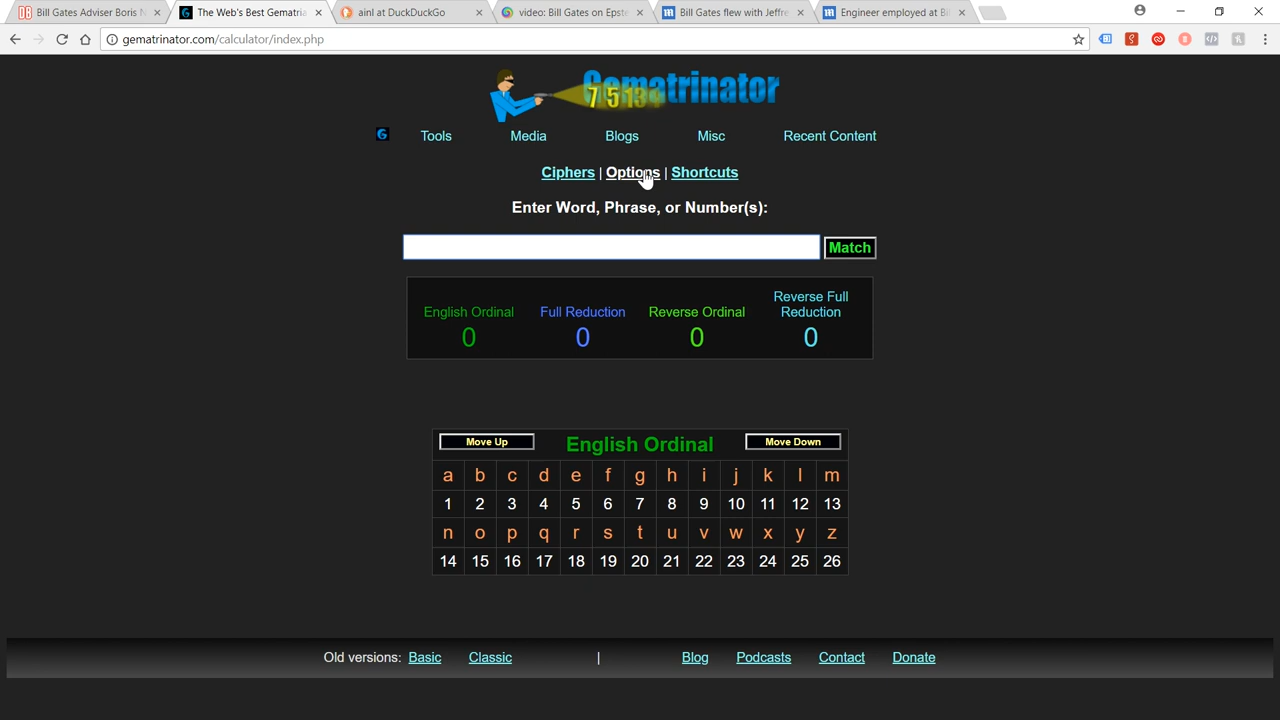 Bill Gates Adviser Boris N
The Web's Best Gematria
ainl at DuckDuckGo
video: Bill Gates on Epste
Bill Gates flew with Jeffre
Engineer employed at Bi
gematrinator.com/calculator/index.php
Gematrinator
7 5 134
Tools Media Blogs Misc Recent Content
Ciphers | Options | Shortcuts
Enter Word, Phrase, or Number(s):
Match
English Ordinal Full Reduction Reverse Ordinal Reverse Full Reduction
0 0 0 0
Move Up English Ordinal Move Down
a b c d e f g h i j k l m
1 2 3 4 5 6 7 8 9 10 11 12 13
n o p q r s t u v w x y z
14 15 16 17 18 19 20 21 22 23 24 25 26
Old versions: Basic Classic | Blog Podcasts Contact Donate